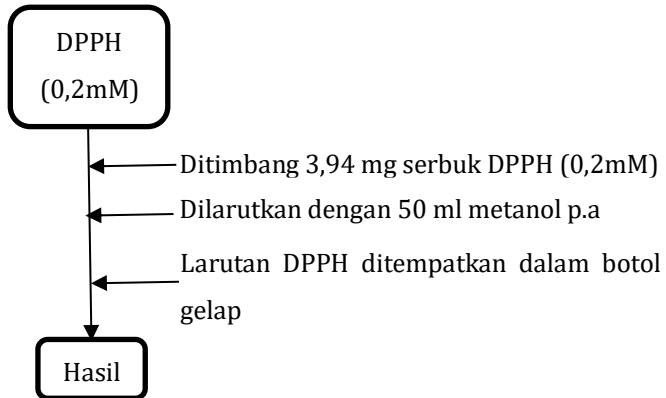 DPPH
(0,2mM)
Ditimbang 3,94 mg serbuk DPPH (0,2mM)
Dilarutkan dengan 50 ml metanol p.a
Larutan DPPH ditempatkan dalam botol
gelap
Hasil